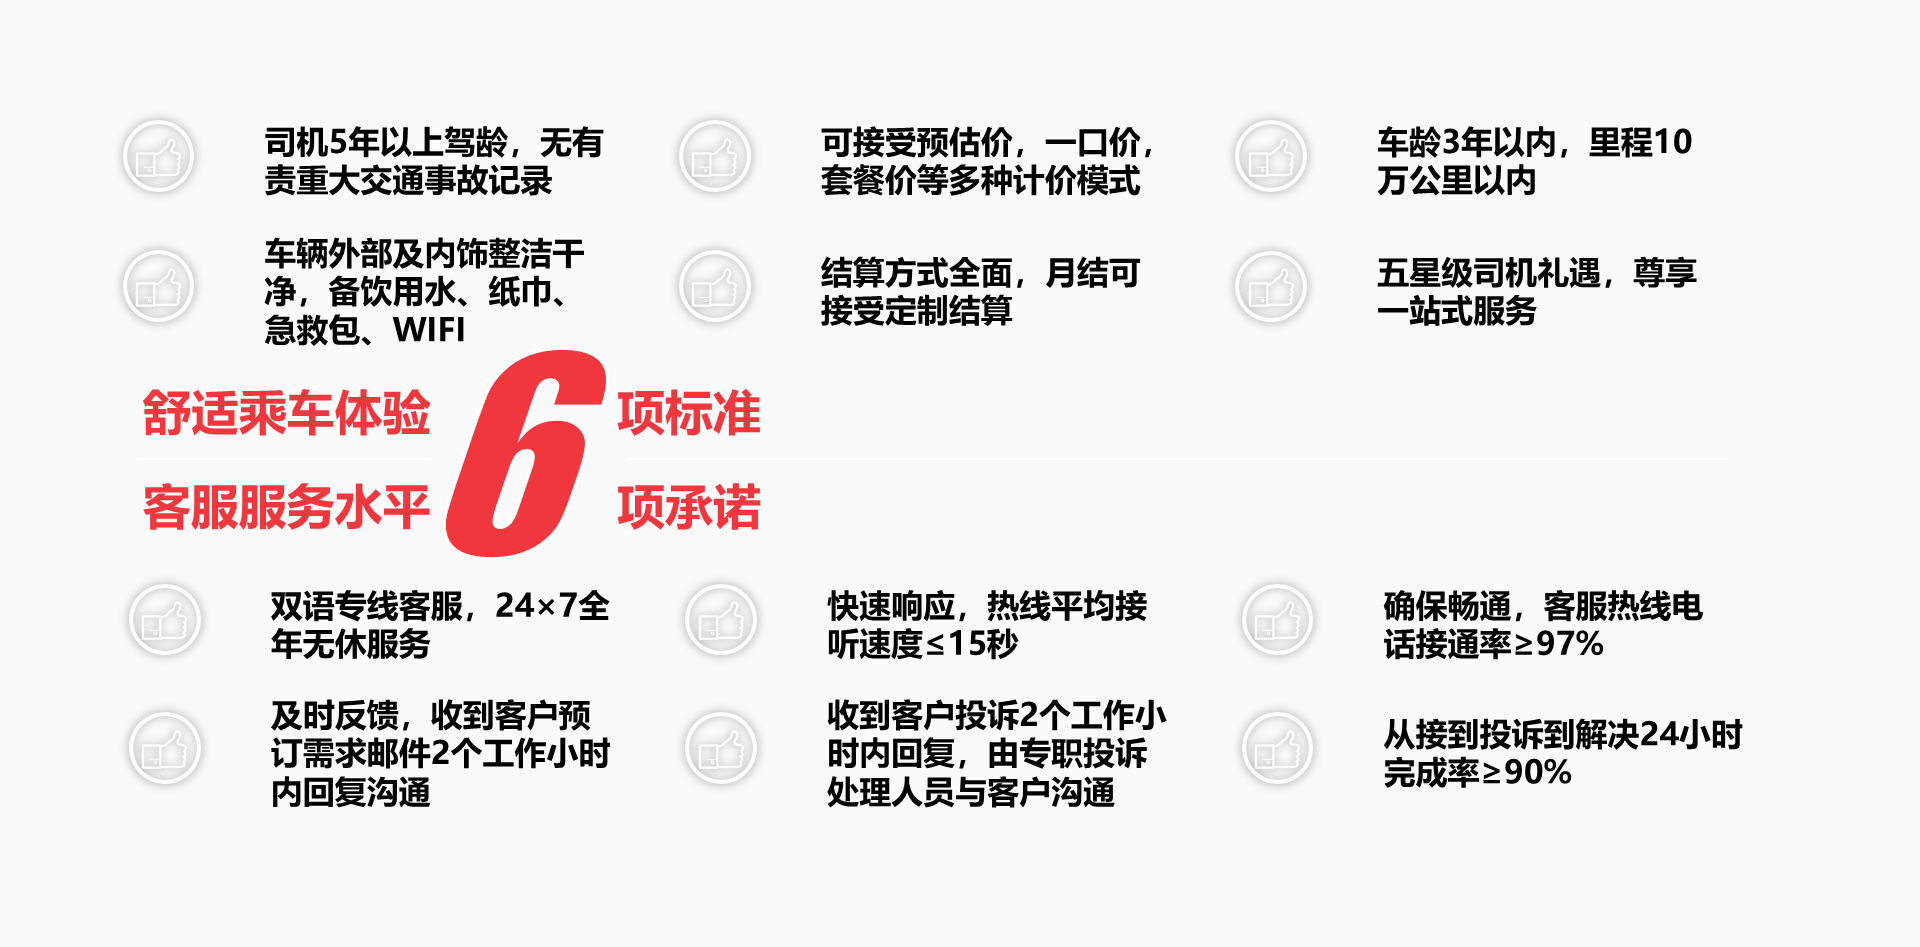 司机5年以上驾龄，无有
责重大交通事故记录
可接受预估价，一口价，
套餐价等多种计价模式
车龄3年以内，里程10
万公里以内
车辆外部及内饰整洁干
净，备饮用水、纸巾、
急救包、WIFI
结算方式全面，月结可
接受定制结算
五星级司机礼遇，尊享
一站式服务
舒适乘车体验6项标准
客服服务水平 项承诺
双语专线客服，24×7全
年无休服务
快速响应，热线平均接
听速度≤15秒
确保畅通，客服热线电
话接通率≥97%
及时反馈，收到客户预
订需求邮件2个工作小时
内回复沟通
收到客户投诉2个工作小
时内回复，由专职投诉
处理人员与客户沟通
从接到投诉到解决24小时
完成率≥90%